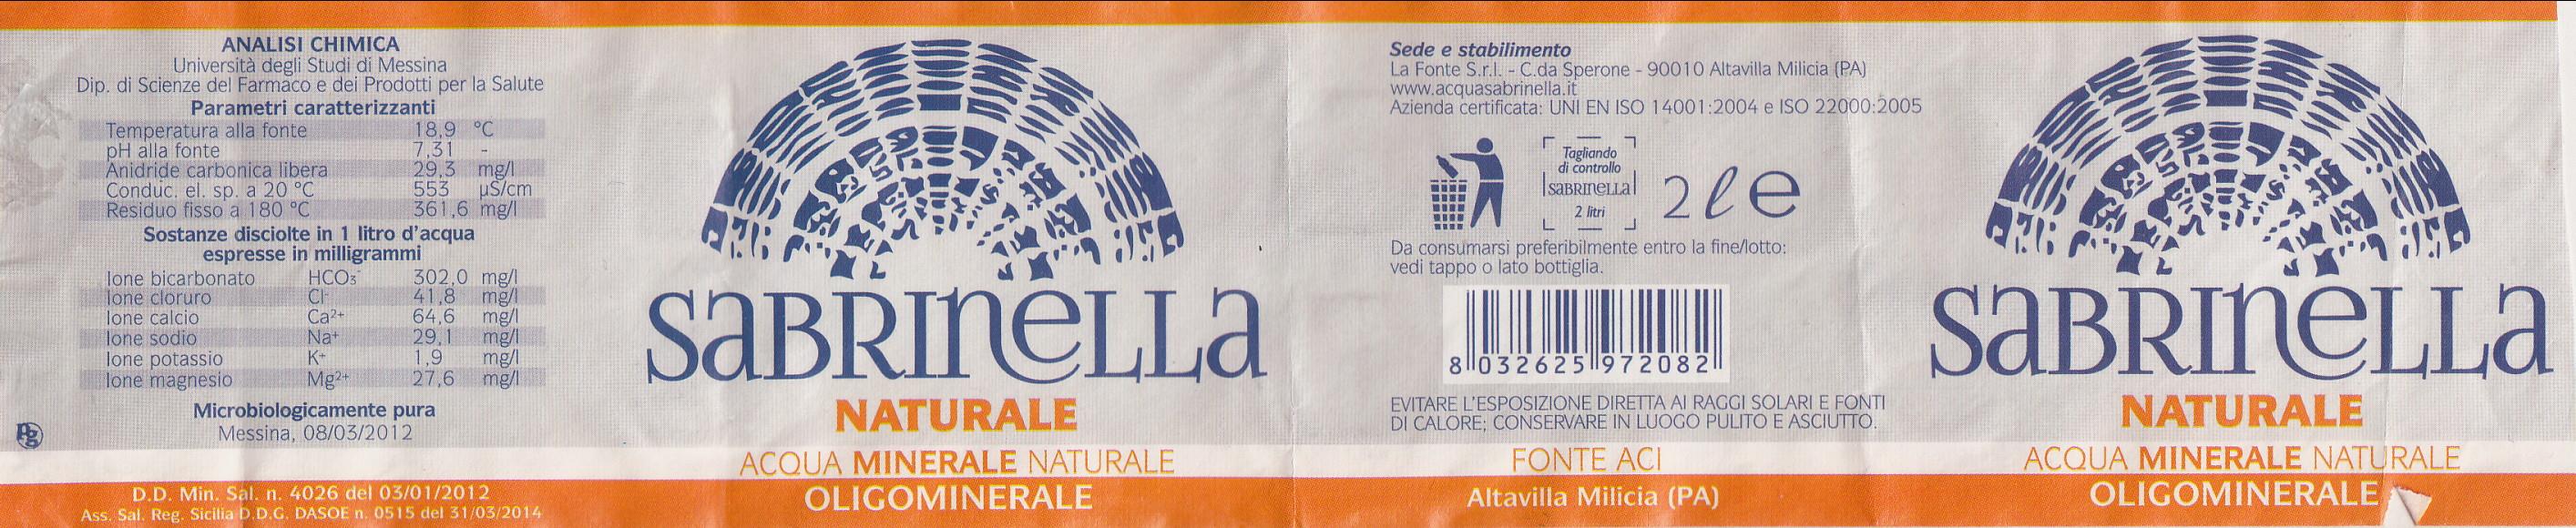 ANALISI CHIMICA
Università degli Studi di Messina
Dip. di Scienze del Farmaco e dei Prodotti per la Salute
Parametri caratterizzanti
Temperatura alla fonte 18,9 °C
pH alla fonte 7,31 -
Anidride carbonica libera 29,3 mg/l
Conduc. el. sp. a 20 °C 553 µS/cm
Residuo fisso a 180 °C 361,6 mg/l
Sostanze disciolte in 1 litro d'acqua
espresse in milligrammi
Ione bicarbonato HCO₃⁻ 302,0 mg/l
Ione cloruro Cl⁻ 41,8 mg/l
Ione calcio Ca²⁺ 64,6 mg/l
Ione sodio Na⁺ 29,1 mg/l
Ione potassio K⁺ 1,9 mg/l
Ione magnesio Mg²⁺ 27,6 mg/l
Microbiologicamente pura
Messina, 08/03/2012
pg
D.D. Min. Sal. n. 4026 del 03/01/2012
Ass. Sal. Reg. Sicilia D.D.G. DASOE n. 0515 del 31/03/2014
SaBRIneLLa
NATURALE
ACQUA MINERALE NATURALE
OLIGOMINERALE
Sede e stabilimento
La Fonte S.r.l. - C.da Sperone - 90010 Altavilla Milicia (PA)
www.acquasabrinella.it
Azienda certificata: UNI EN ISO 14001:2004 e ISO 22000:2005
Tagliando
di controllo
SaBRIneLLa
2 litri
2 ℓ e
Da consumarsi preferibilmente entro la fine/lotto:
vedi tappo o lato bottiglia.
8 032625 972082
EVITARE L'ESPOSIZIONE DIRETTA AI RAGGI SOLARI E FONTI
DI CALORE; CONSERVARE IN LUOGO PULITO E ASCIUTTO.
FONTE ACI
Altavilla Milicia (PA)
SaBRIneLLa
NATURALE
ACQUA MINERALE NATURALE
OLIGOMINERALE